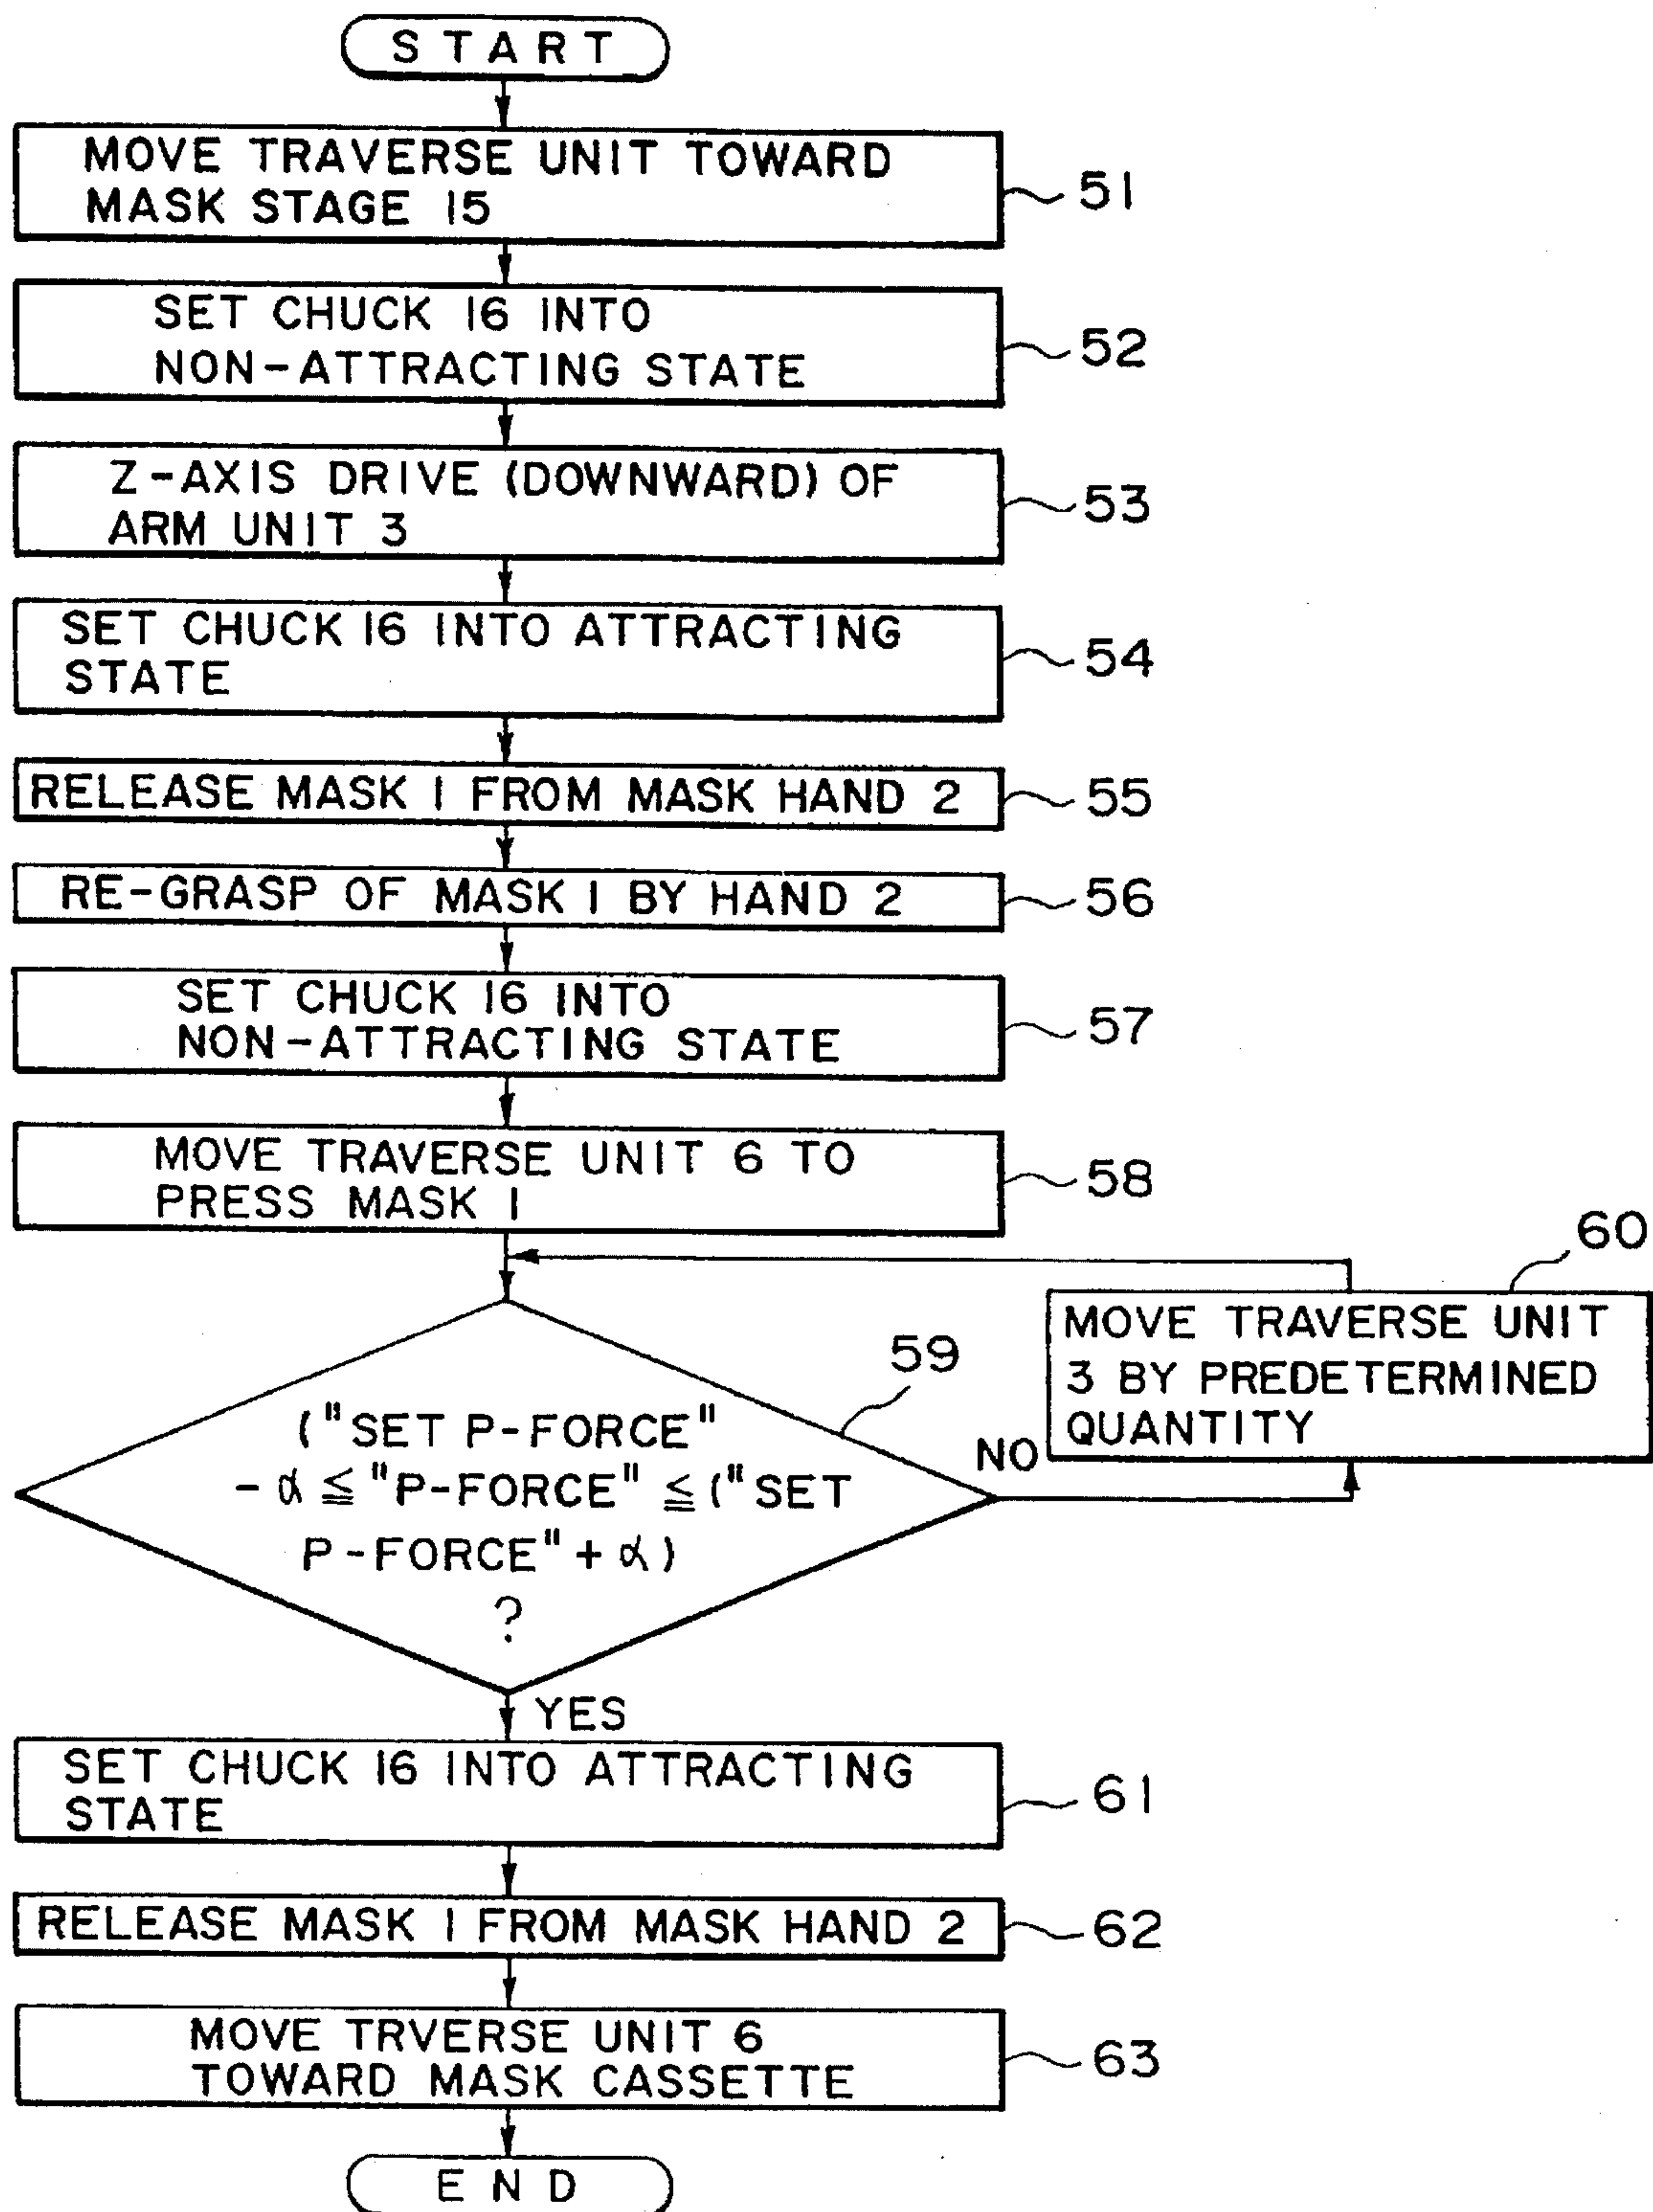 START
MOVE TRAVERSE UNIT TOWARD
MASK STAGE 15
51
SET CHUCK 16 INTO
NON-ATTRACTING STATE
52
Z-AXIS DRIVE (DOWNWARD) OF
ARM UNIT 3
53
SET CHUCK 16 INTO ATTRACTING
STATE
54
RELEASE MASK 1 FROM MASK HAND 2
55
RE-GRASP OF MASK 1 BY HAND 2
56
SET CHUCK 16 INTO
NON-ATTRACTING STATE
57
MOVE TRAVERSE UNIT 6 TO
PRESS MASK 1
58
60
MOVE TRAVERSE UNIT
3 BY PREDETERMINED
QUANTITY
59
("SET P-FORCE"
- α ≦ "P-FORCE" ≦ ("SET
P-FORCE" + α)
?
NO
YES
SET CHUCK 16 INTO ATTRACTING
STATE
61
RELEASE MASK 1 FROM MASK HAND 2
62
MOVE TRVERSE UNIT 6
TOWARD MASK CASSETTE
63
END